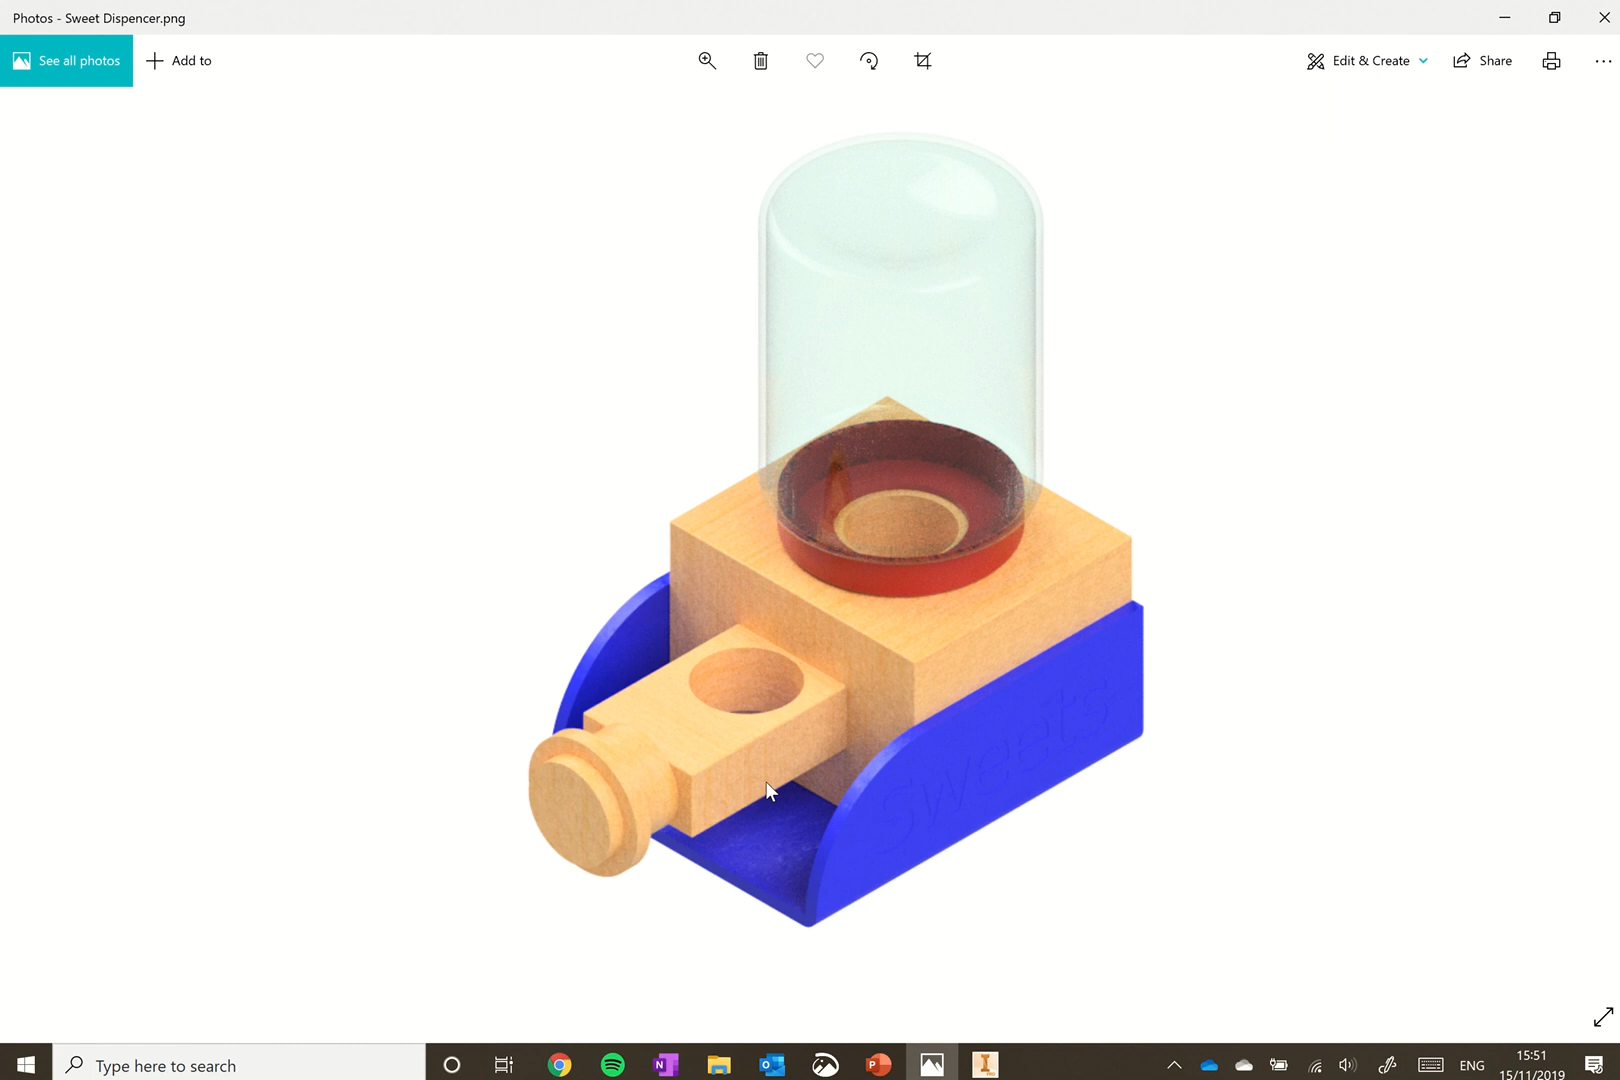 Photos - Sweet Dispencer.png
See all photos
Add to
Edit & Create
Share
Sweets
Type here to search
ENG
15:51
15/11/2019